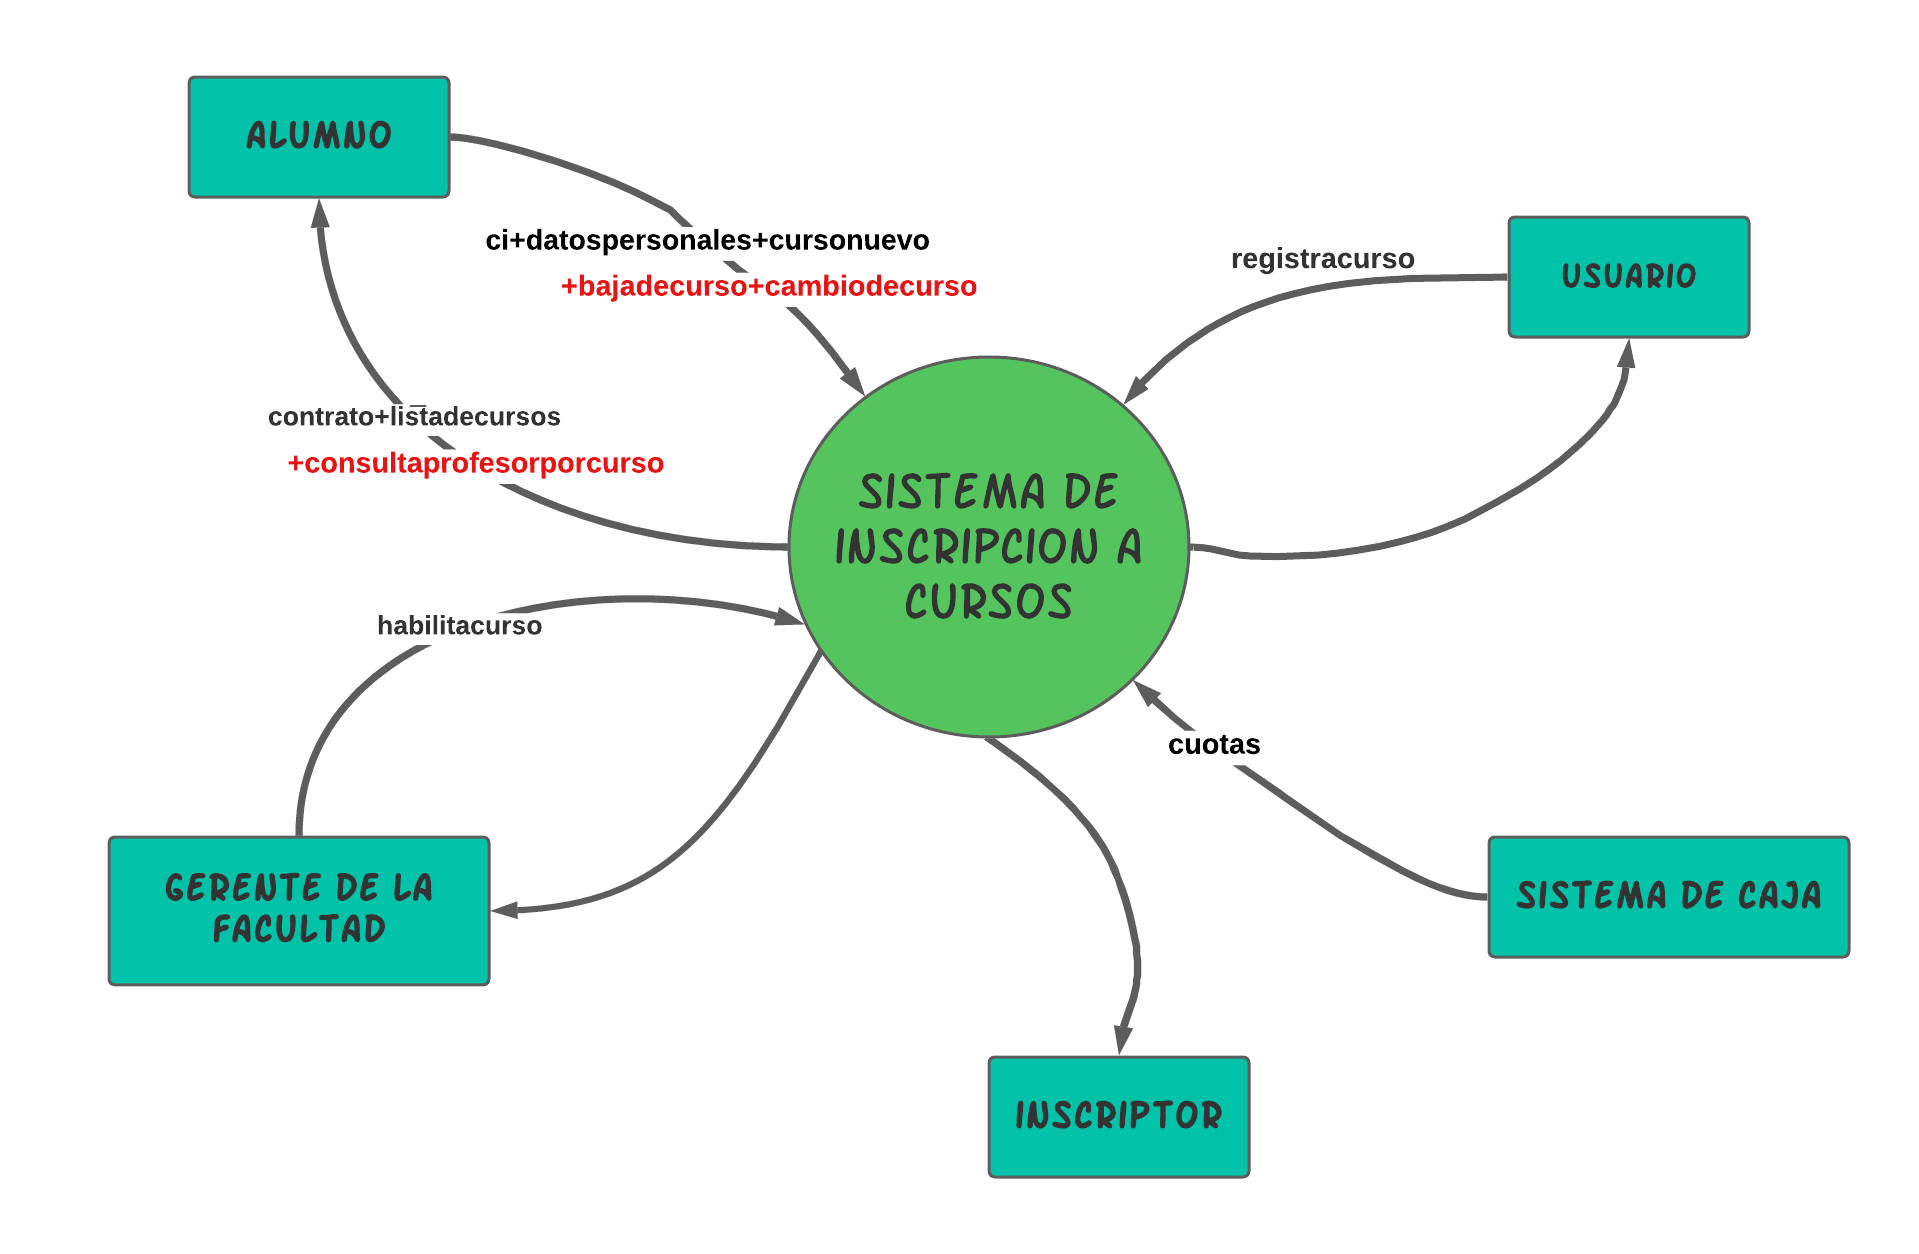 ALUMNO
ci+datospersonales+cursonuevo
+bajadecurso+cambiodecurso
registracurso
USUARIO
contrato+listadecursos
+consultaprofesorporcurso
SISTEMA DE
INSCRIPCION A
CURSOS
habilitacurso
cuotas
GERENTE DE LA
FACULTAD
SISTEMA DE CAJA
INSCRIPTOR